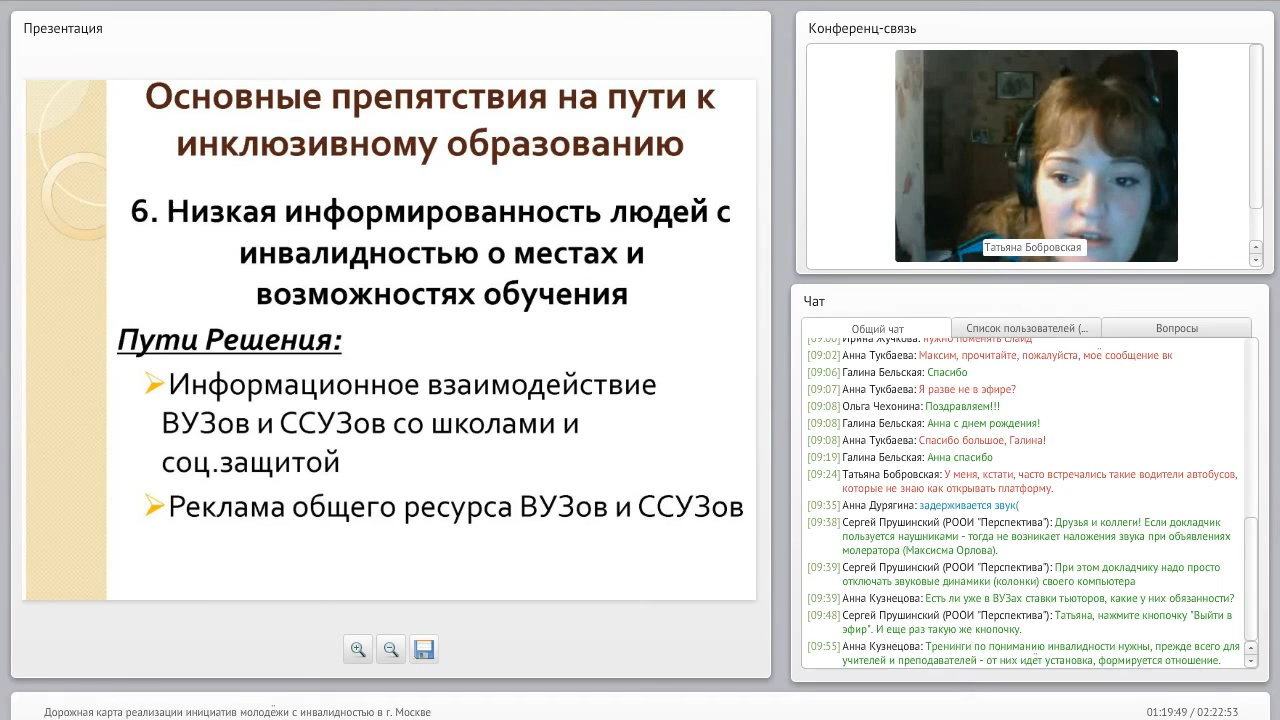 Презентация
Основные препятствия на пути к
инклюзивному образованию
6. Низкая информированность людей с
инвалидностью о местах и
возможностях обучения
Пути Решения:
Информационное взаимодействие
ВУЗов и ССУЗов со школами и
соц.защитой
Реклама общего ресурса ВУЗов и ССУЗов
Конференц-связь
Татьяна Бобровская
Чат
Общий чат
Список пользователей (...
Вопросы
[09:00] Ирина Жучкова: нужно поменять слайд
[09:02] Анна Тукбаева: Максим, прочитайте, пожалуйста, моё сообщение вк
[09:06] Галина Бельская: Спасибо
[09:07] Анна Тукбаева: Я разве не в эфире?
[09:08] Ольга Чехонина: Поздравляем!!!
[09:08] Галина Бельская: Анна с днем рождения!
[09:08] Анна Тукбаева: Спасибо большое, Галина!
[09:19] Галина Бельская: Анна спасибо
[09:24] Татьяна Бобровская: У меня, кстати, часто встречались такие водители автобусов,
которые не знаю как открывать платформу.
[09:35] Анна Дурягина: задерживается звук(
[09:38] Сергей Прушинский (РООИ "Перспектива"): Друзья и коллеги! Если докладчик
пользуется наушниками - тогда не возникает наложения звука при объявлениях
молератора (Максисма Орлова).
[09:39] Сергей Прушинский (РООИ "Перспектива"): При этом докладчику надо просто
отключать звуковые динамики (колонки) своего компьютера
[09:39] Анна Кузнецова: Есть ли уже в ВУЗах ставки тьюторов, какие у них обязанности?
[09:48] Сергей Прушинский (РООИ "Перспектива"): Татьяна, нажмите кнопочку "Выйти в
эфир". И еще раз такую же кнопочку.
[09:55] Анна Кузнецова: Тренинги по пониманию инвалидности нужны, прежде всего для
учителей и преподавателей - от них идёт установка, формируется отношение.
Дорожная карта реализации инициатив молодёжки с инвалидностью в г. Москве
01:19:49 / 02:22:53